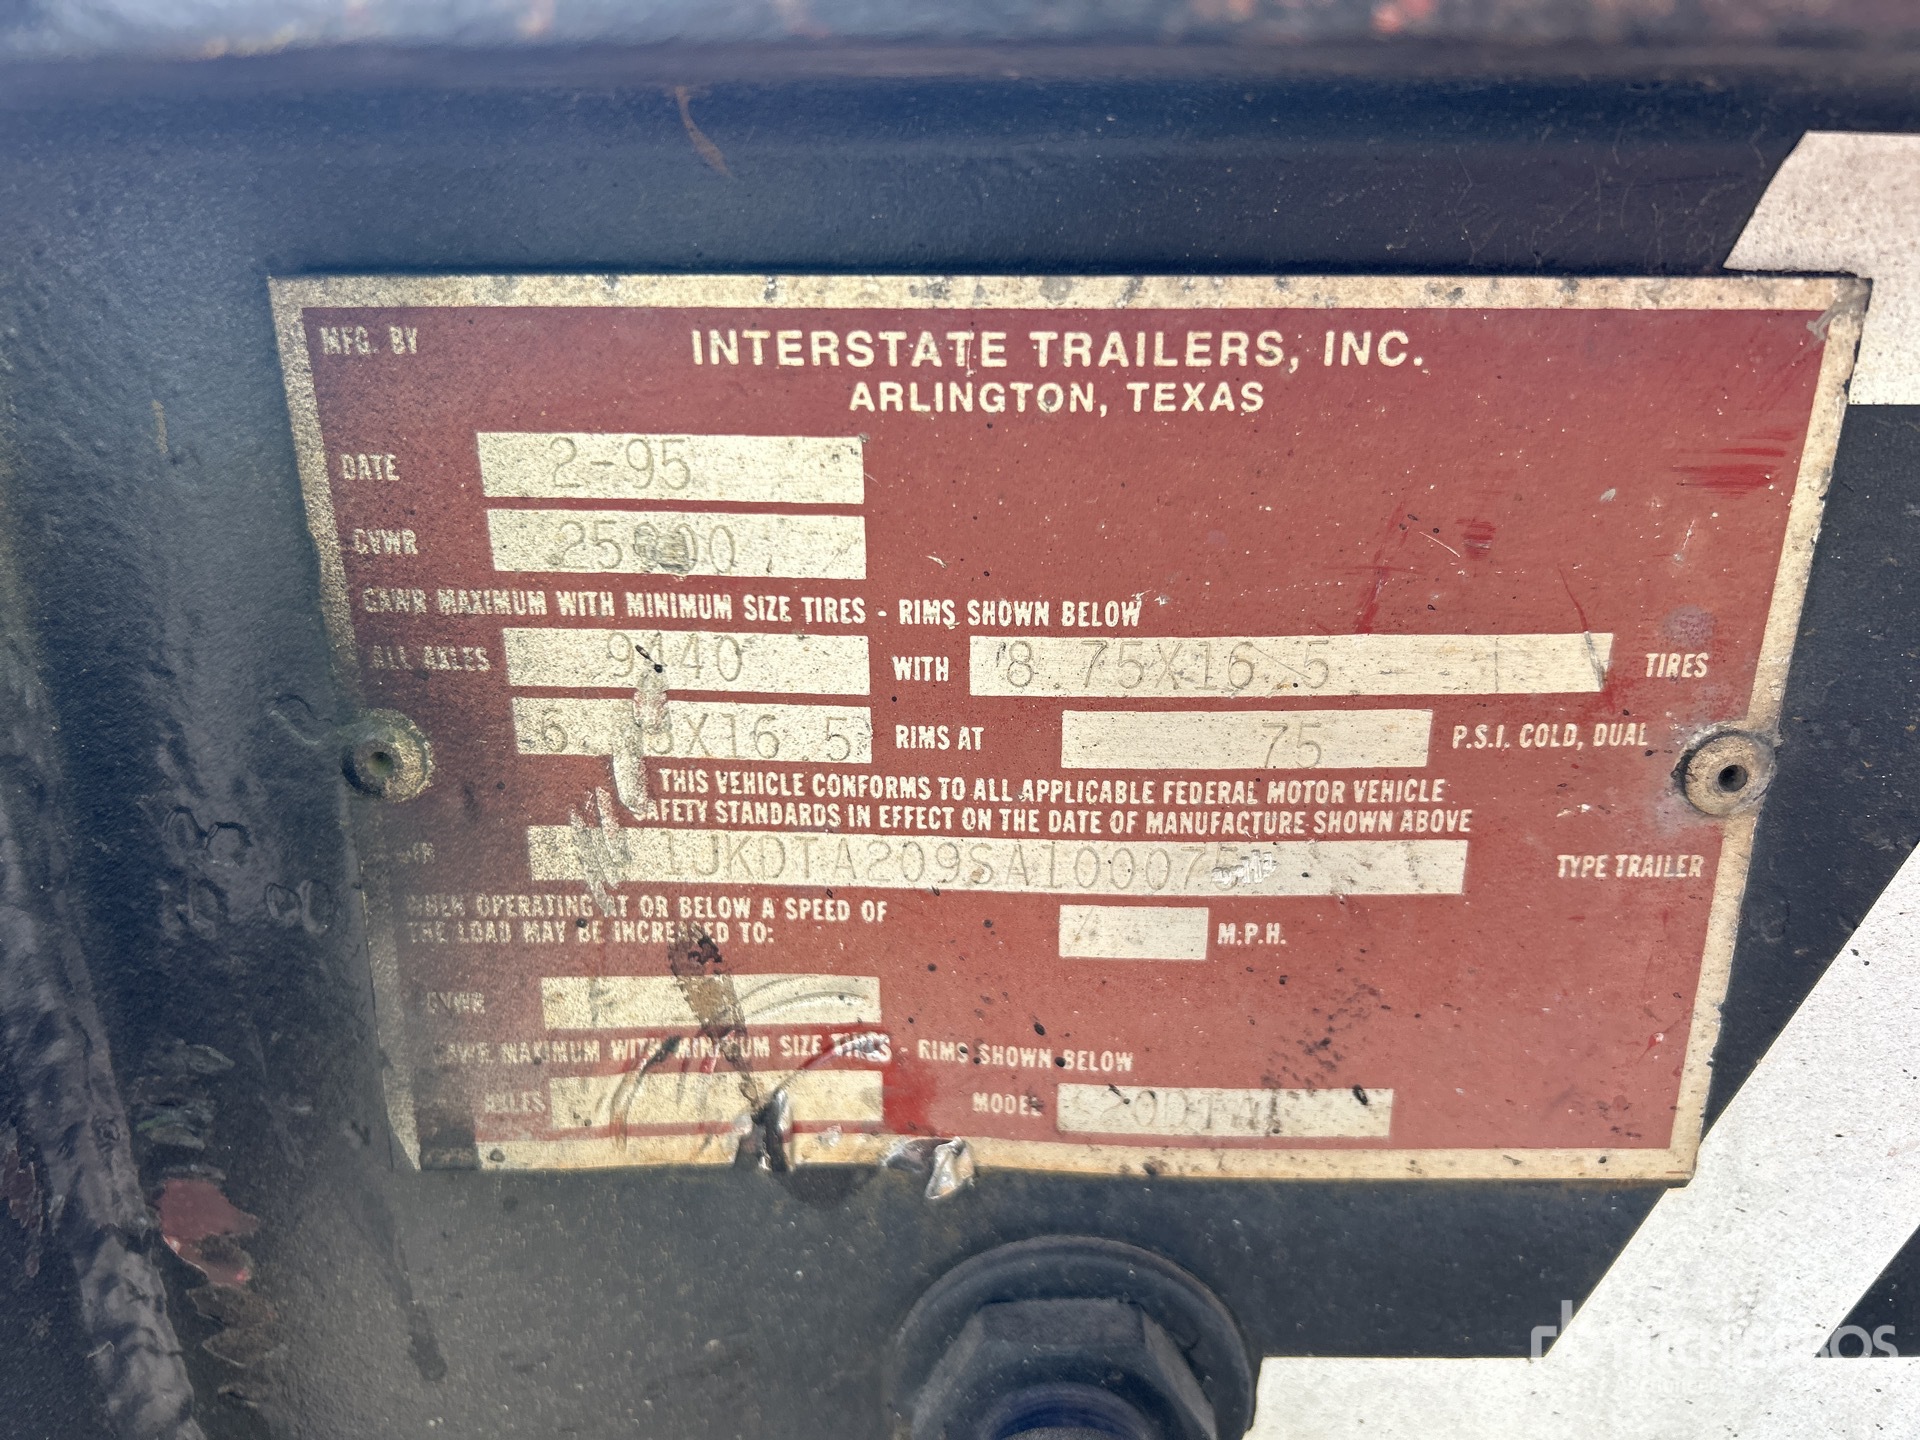 MFG. BY INTERSTATE TRAILERS, INC.
ARLINGTON, TEXAS
DATE 2-95
GVWR 25900
GAWR MAXIMUM WITH MINIMUM SIZE TIRES - RIMS SHOWN BELOW
ALL AXLES 9140 WITH 8 75X16.5 TIRES
X16 5 RIMS AT 75 P.S.I. COLD, DUAL
THIS VEHICLE CONFORMS TO ALL APPLICABLE FEDERAL MOTOR VEHICLE
SAFETY STANDARDS IN EFFECT ON THE DATE OF MANUFACTURE SHOWN ABOVE
1JKDTA209SA100075 TYPE TRAILER
WHEN OPERATING AT OR BELOW A SPEED OF M.P.H.
THE LOAD MAY BE INCREASED TO:
GVWR
GAWR MAXIMUM WITH MINIMUM SIZE TIRES - RIMS SHOWN BELOW
AXLES MODEL